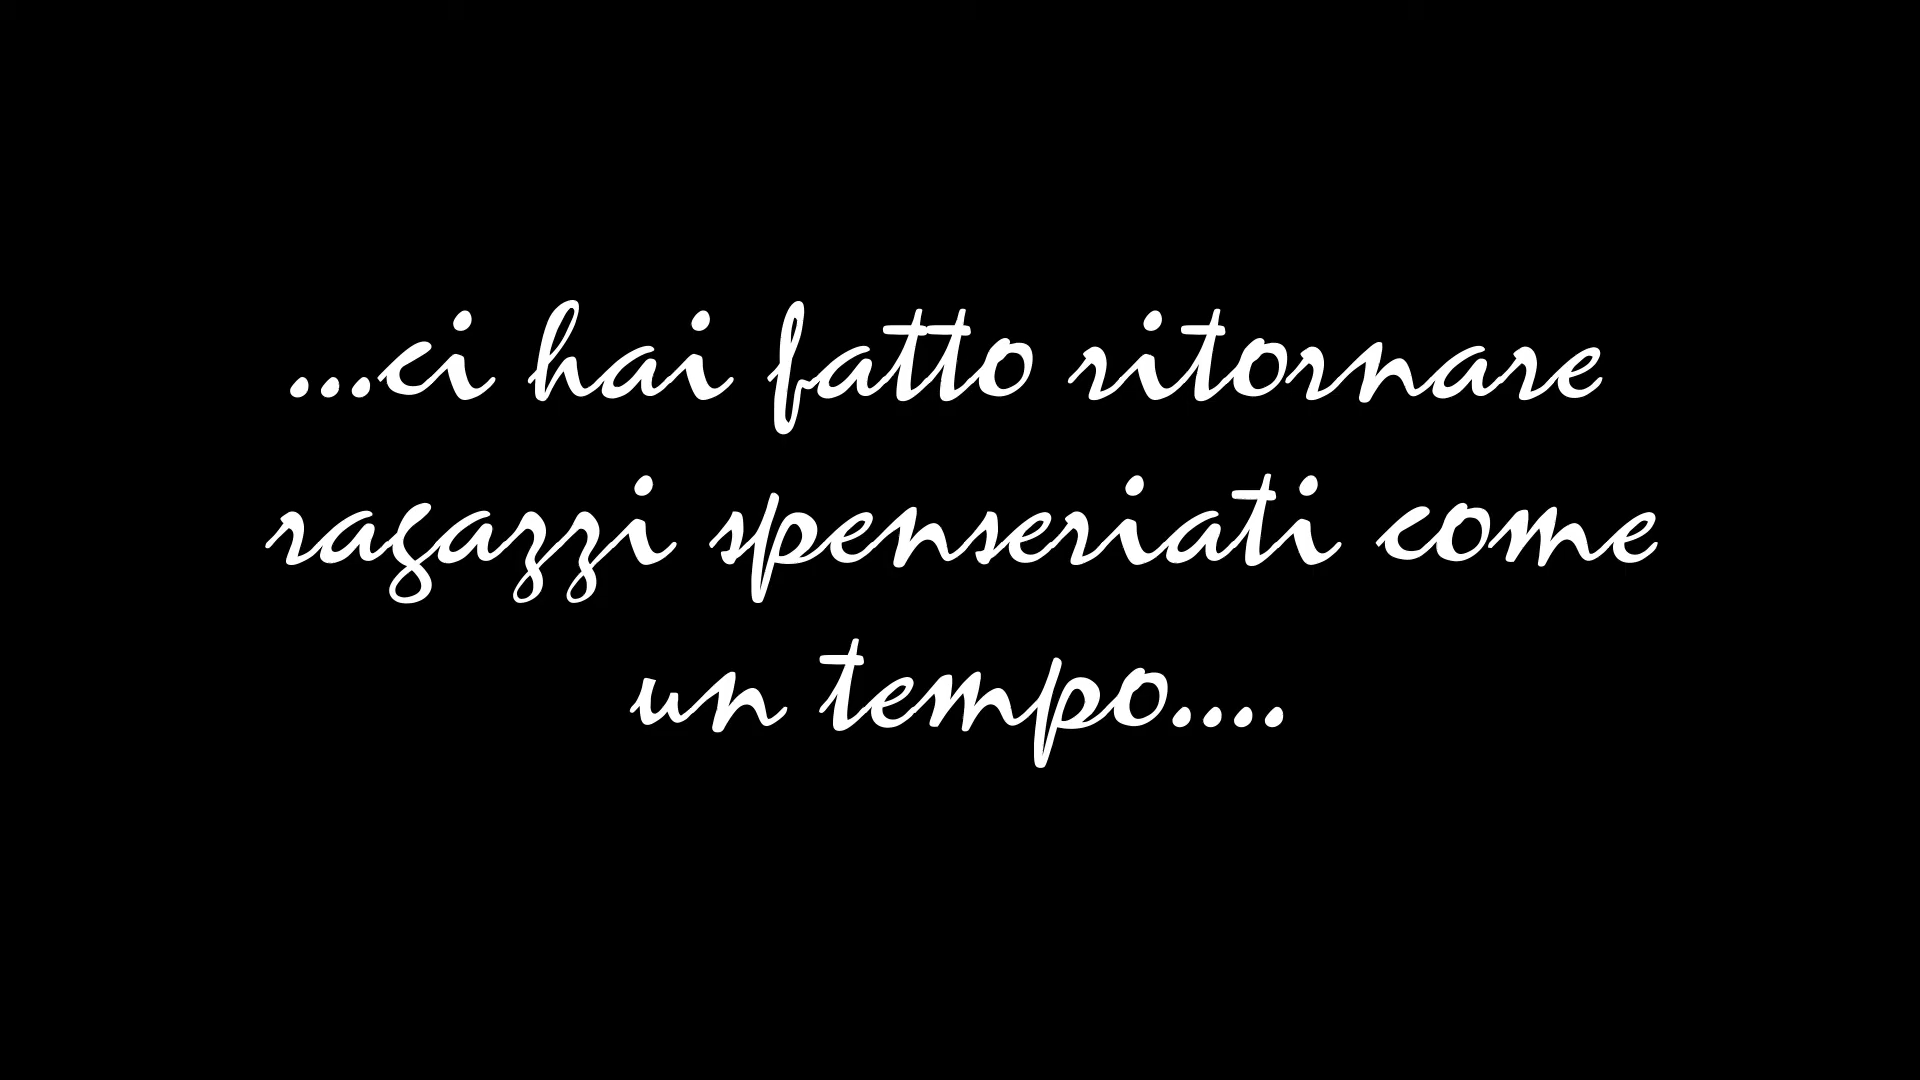 ...ci hai fatto ritornare
ragazzi spenseriati come
un tempo....